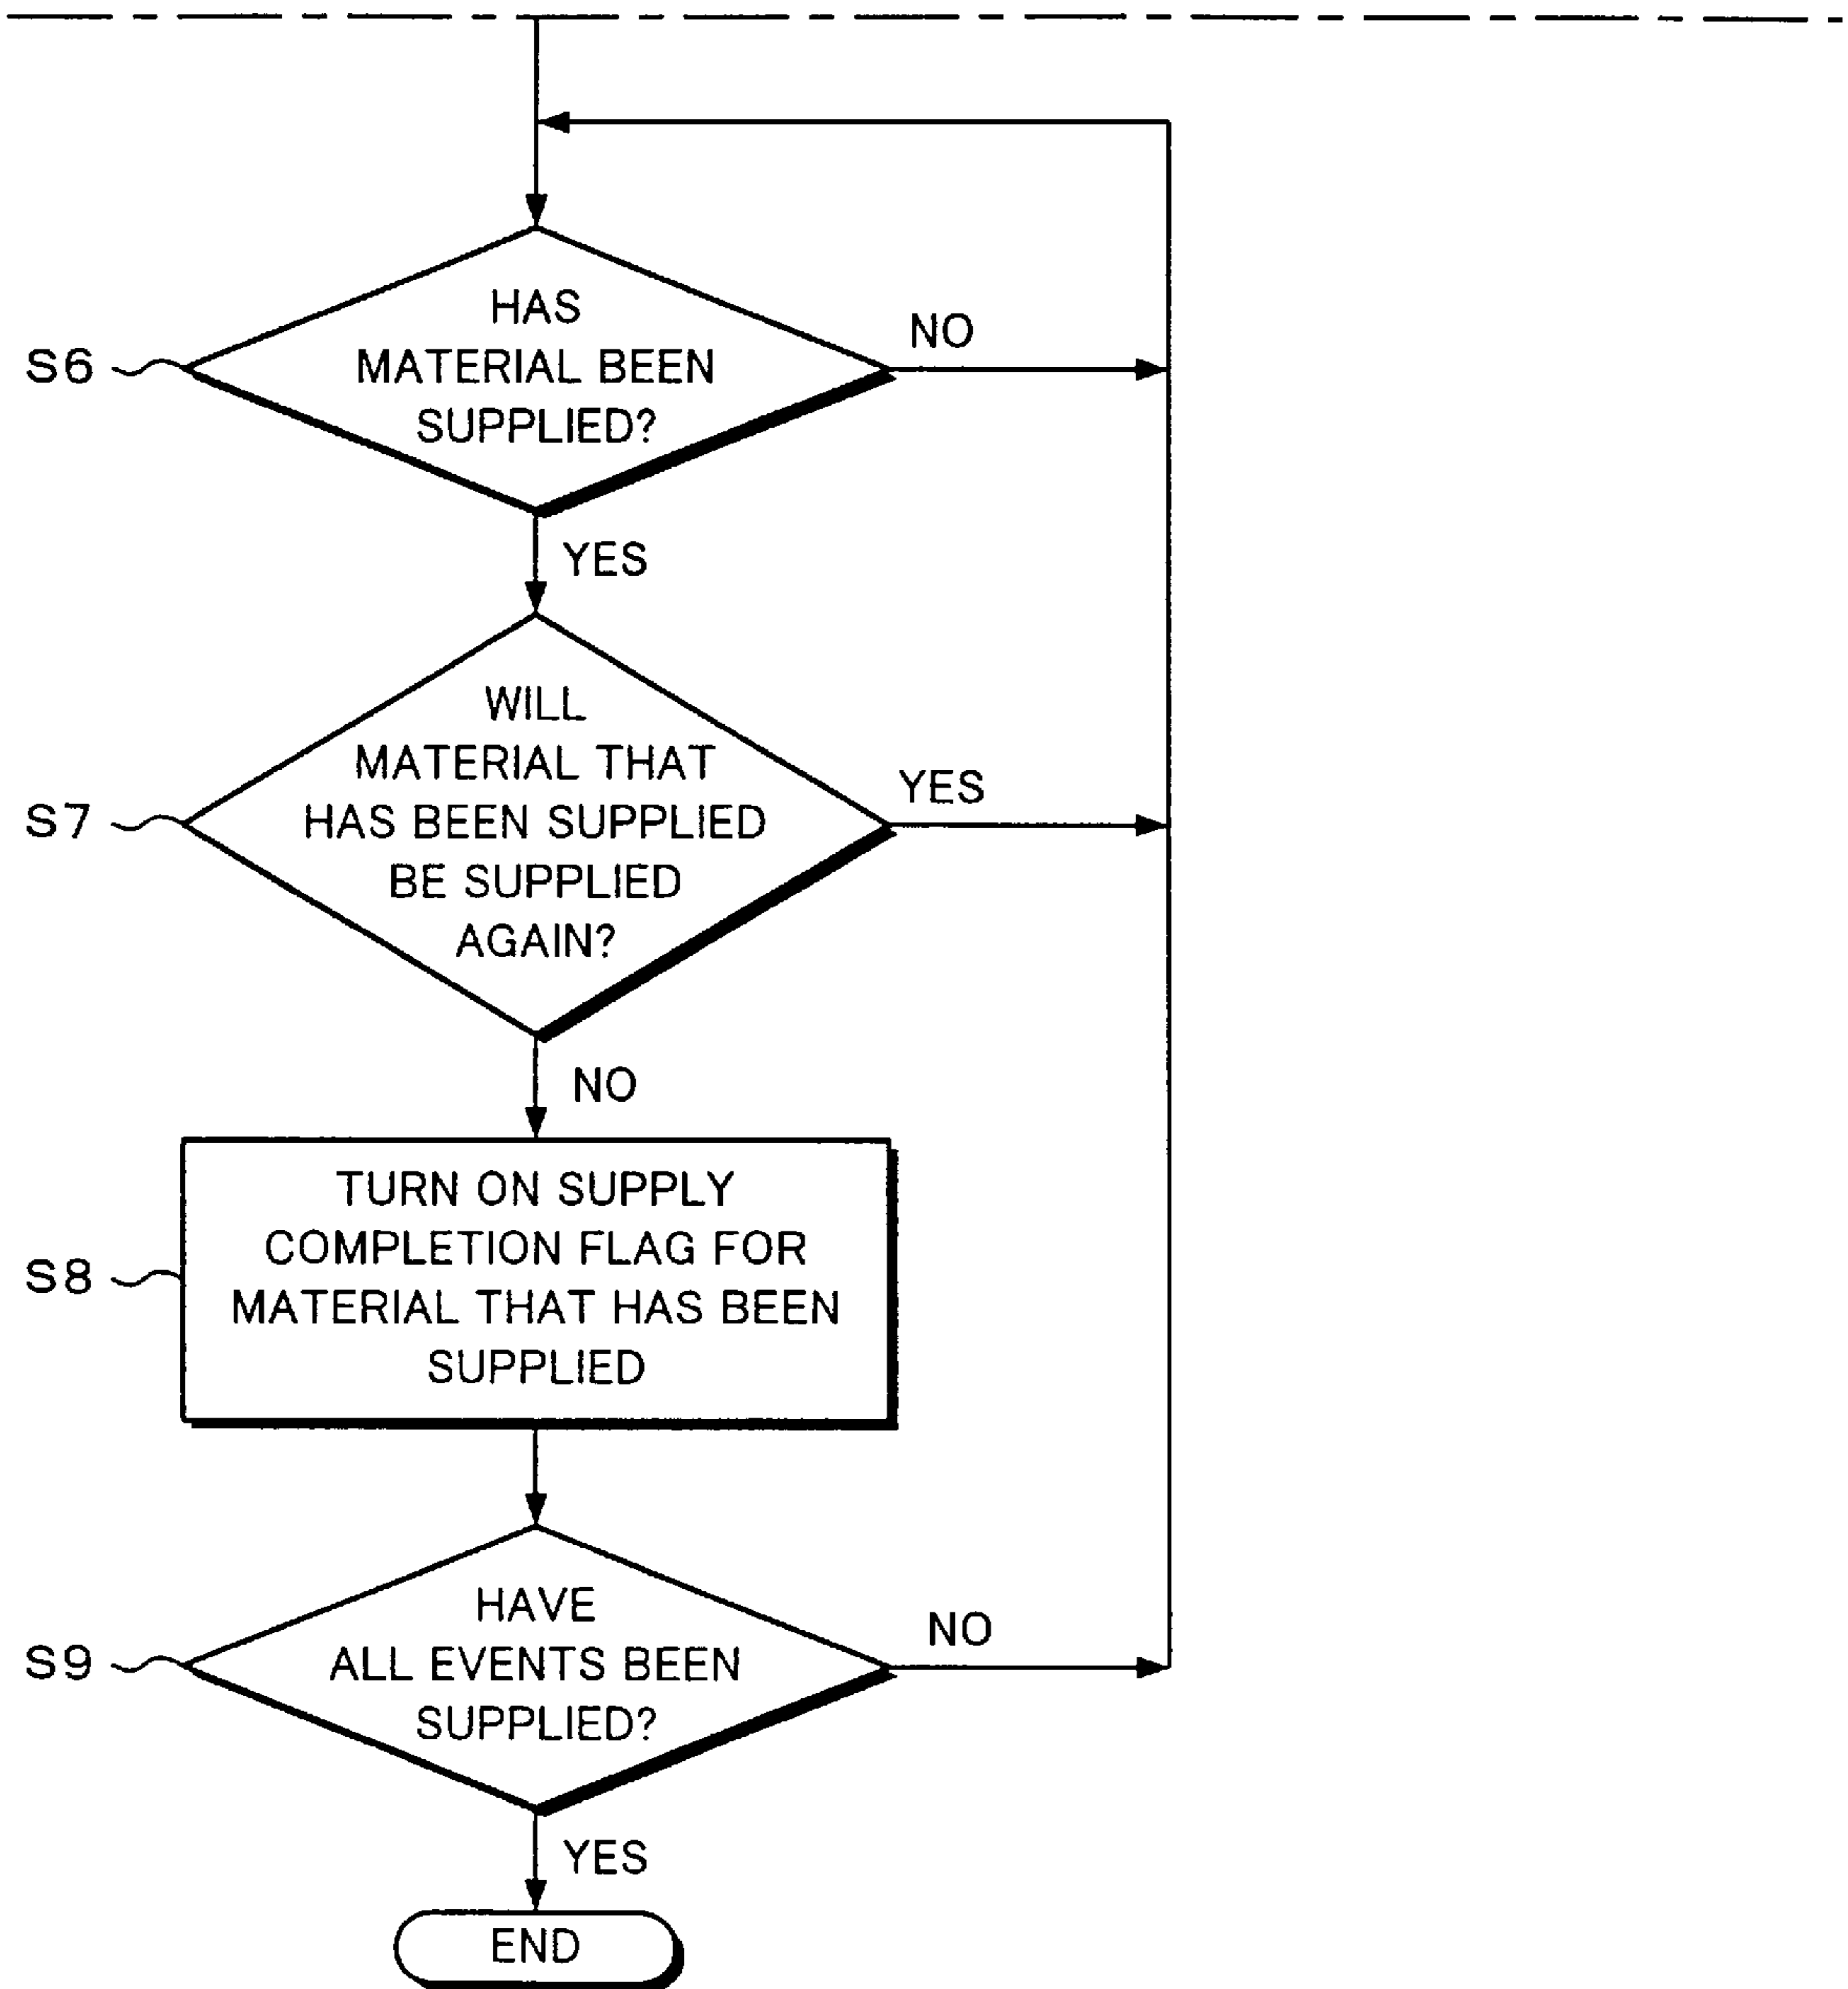 HAS
MATERIAL BEEN
SUPPLIED?
NO
S6
YES
WILL
MATERIAL THAT
HAS BEEN SUPPLIED
BE SUPPLIED
AGAIN?
YES
S7
NO
TURN ON SUPPLY
COMPLETION FLAG FOR
MATERIAL THAT HAS BEEN
SUPPLIED
S8
HAVE
ALL EVENTS BEEN
SUPPLIED?
NO
S9
YES
END